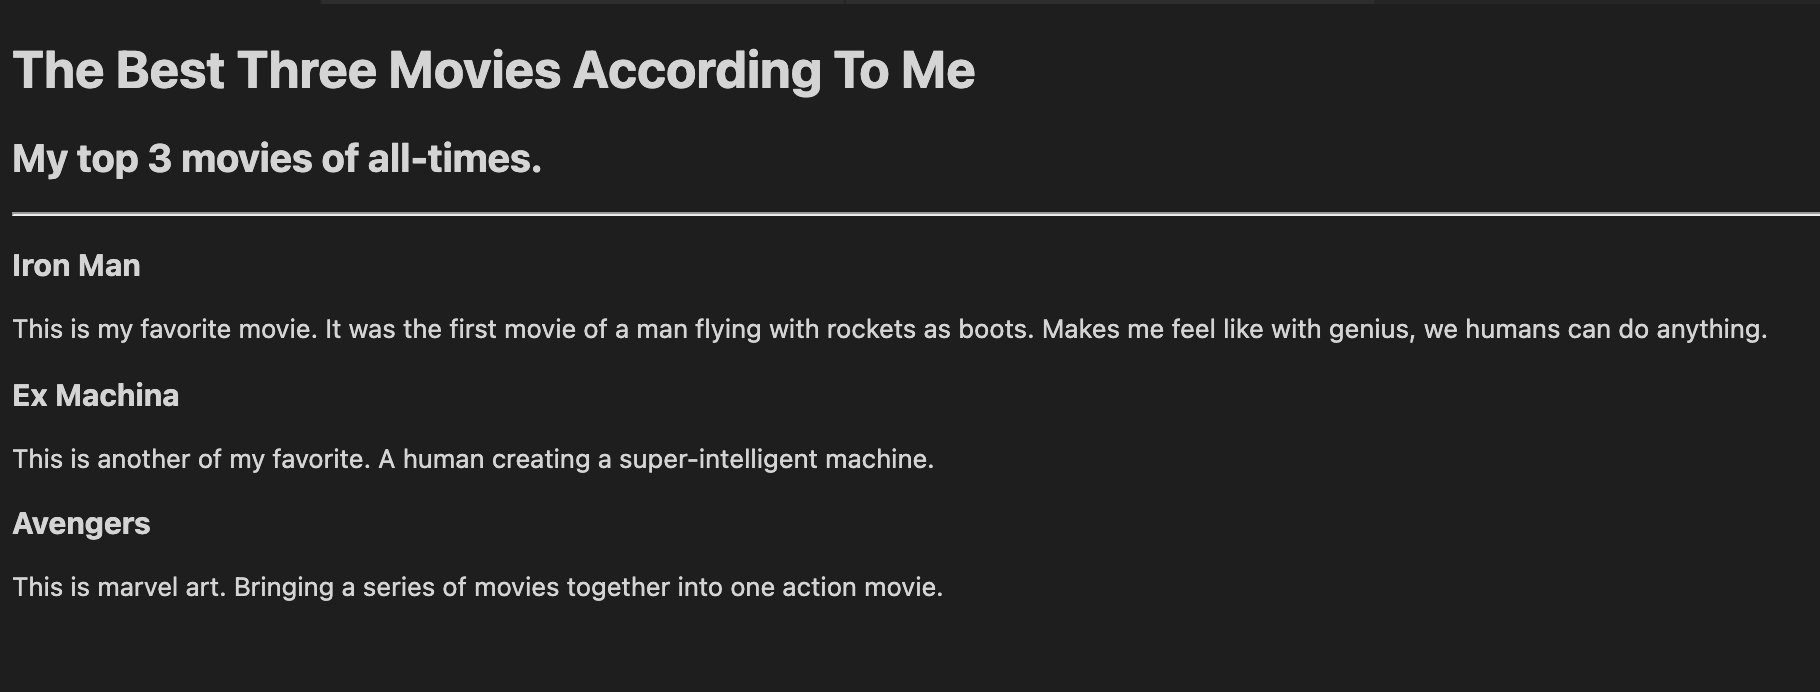 The Best Three Movies According To Me
My top 3 movies of all-times.
Iron Man
This is my favorite movie. It was the first movie of a man flying with rockets as boots. Makes me feel like with genius, we humans can do anything.
Ex Machina
This is another of my favorite. A human creating a super-intelligent machine.
Avengers
This is marvel art. Bringing a series of movies together into one action movie.